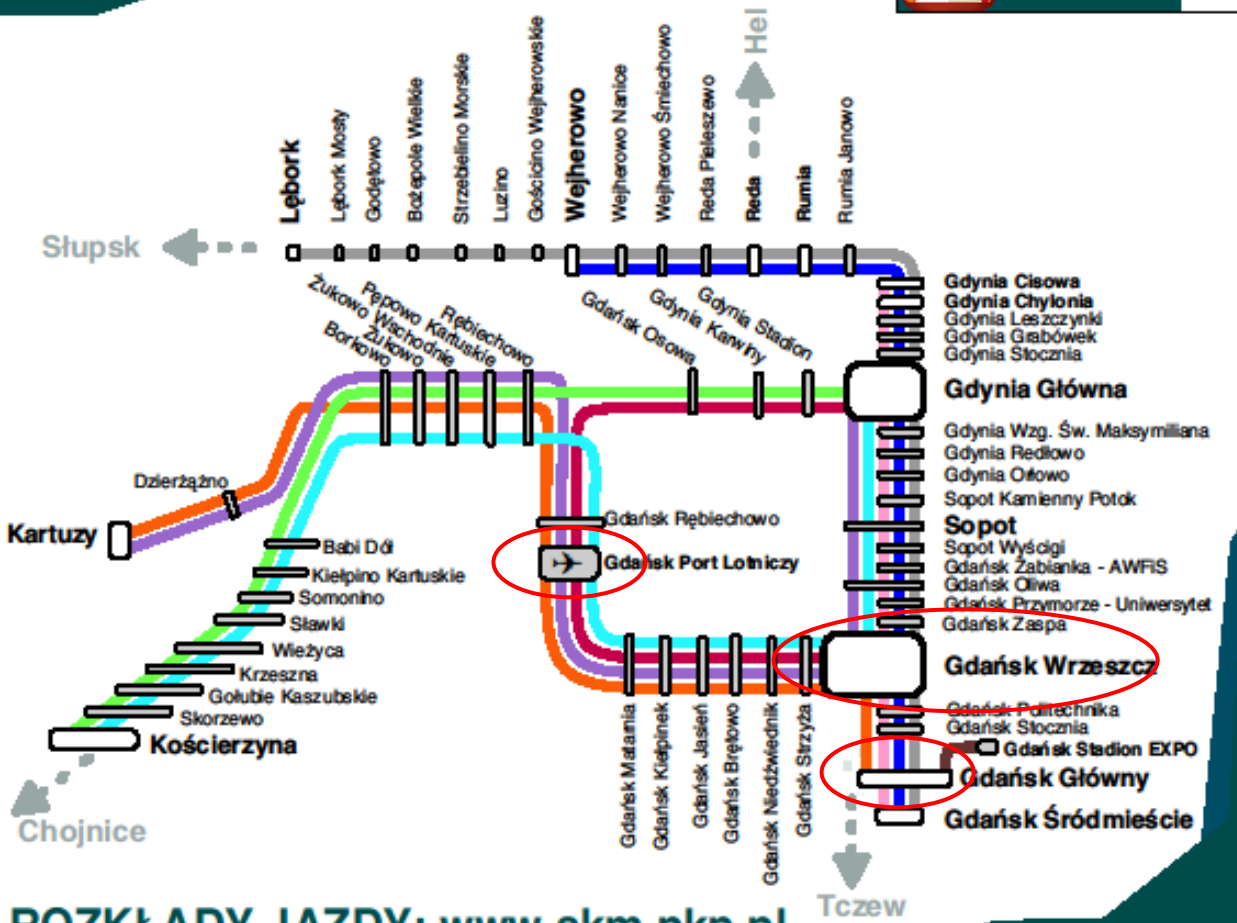 Hel
Słupsk
Lębork
Lębork Mosty
Godętowo
Bożepole Wielkie
Strzebielino Morskie
Luzino
Gościcino Wejherowskie
Wejherowo
Wejherowo Nanice
Wejherowo Śmiechowo
Reda Pieleszewo
Reda
Rumia
Rumia Janowo
Gdynia Cisowa
Gdynia Chylonia
Gdynia Leszczynki
Gdynia Grabówek
Gdynia Stocznia
Gdynia Główna
Borkowo
Żukowo
Żukowo Wschodnie
Pępowo Kartuskie
Rębiechowo
Gdańsk Osowa
Gdynia Karwiny
Gdynia Stadion
Gdynia Wzg. Św. Maksymiliana
Gdynia Redłowo
Gdynia Orłowo
Sopot Kamienny Potok
Sopot
Sopot Wyścigi
Gdańsk Żabianka - AWFiS
Gdańsk Oliwa
Gdańsk Przymorze - Uniwersytet
Gdańsk Zaspa
Gdańsk Wrzeszcz
Gdańsk Politechnika
Gdańsk Stocznia
Gdańsk Stadion EXPO
Gdańsk Główny
Gdańsk Śródmieście
Dzierżążno
Kartuzy
Babi Dół
Kiełpino Kartuskie
Somonino
Sławki
Wieżyca
Krzeszna
Gołubie Kaszubskie
Skorzewo
Kościerzyna
Chojnice
Gdańsk Rębiechowo
Gdańsk Port Lotniczy
Gdańsk Matarnia
Gdańsk Kiełpinek
Gdańsk Jasień
Gdańsk Brętowo
Gdańsk Niedźwiednik
Gdańsk Strzyża
Tczew
ROZKŁADY JAZDY: www.skm.pkp.pl